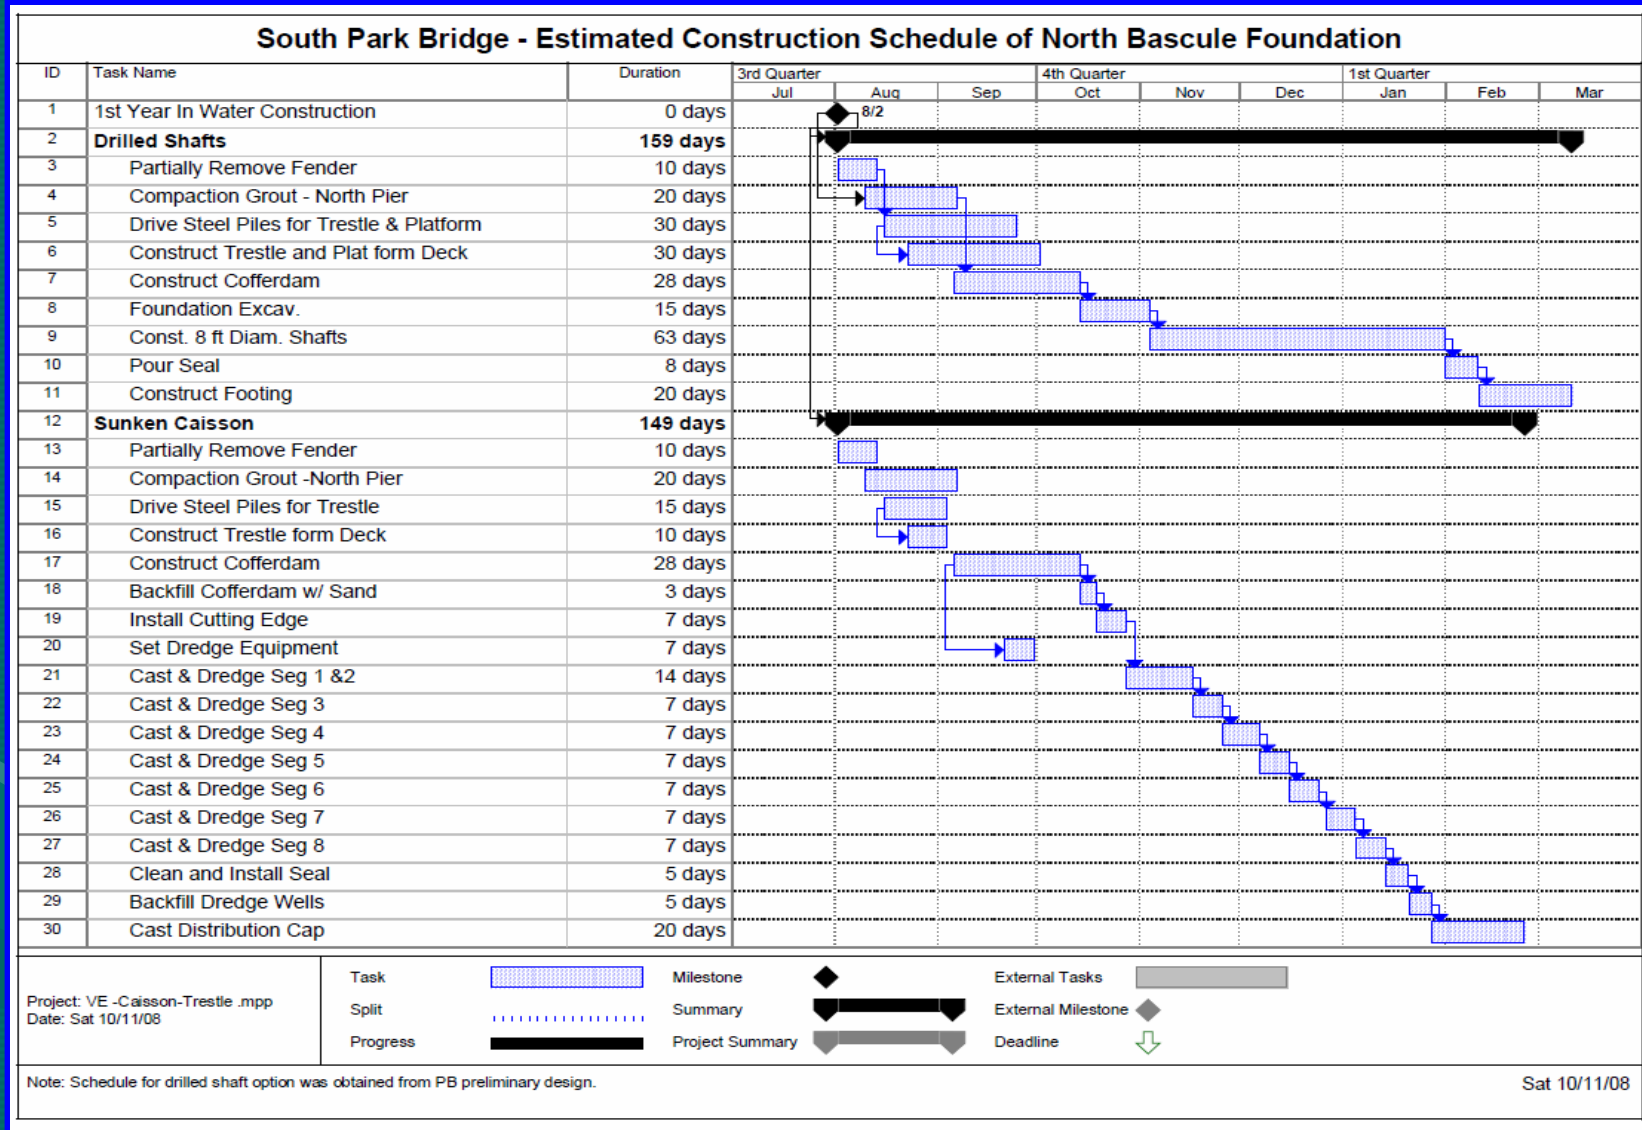 South Park Bridge - Estimated Construction Schedule of North Bascule Foundation
ID Task Name Duration 3rd Quarter 4th Quarter 1st Quarter
Jul Aug Sep Oct Nov Dec Jan Feb Mar
1 1st Year In Water Construction 0 days 8/2
2 Drilled Shafts 159 days
3 Partially Remove Fender 10 days
4 Compaction Grout - North Pier 20 days
5 Drive Steel Piles for Trestle & Platform 30 days
6 Construct Trestle and Plat form Deck 30 days
7 Construct Cofferdam 28 days
8 Foundation Excav. 15 days
9 Const. 8 ft Diam. Shafts 63 days
10 Pour Seal 8 days
11 Construct Footing 20 days
12 Sunken Caisson 149 days
13 Partially Remove Fender 10 days
14 Compaction Grout -North Pier 20 days
15 Drive Steel Piles for Trestle 15 days
16 Construct Trestle form Deck 10 days
17 Construct Cofferdam 28 days
18 Backfill Cofferdam w/ Sand 3 days
19 Install Cutting Edge 7 days
20 Set Dredge Equipment 7 days
21 Cast & Dredge Seg 1 &2 14 days
22 Cast & Dredge Seg 3 7 days
23 Cast & Dredge Seg 4 7 days
24 Cast & Dredge Seg 5 7 days
25 Cast & Dredge Seg 6 7 days
26 Cast & Dredge Seg 7 7 days
27 Cast & Dredge Seg 8 7 days
28 Clean and Install Seal 5 days
29 Backfill Dredge Wells 5 days
30 Cast Distribution Cap 20 days
Project: VE -Caisson-Trestle .mpp
Date: Sat 10/11/08
Task Milestone External Tasks
Split Summary External Milestone
Progress Project Summary Deadline
Note: Schedule for drilled shaft option was obtained from PB preliminary design.
Sat 10/11/08